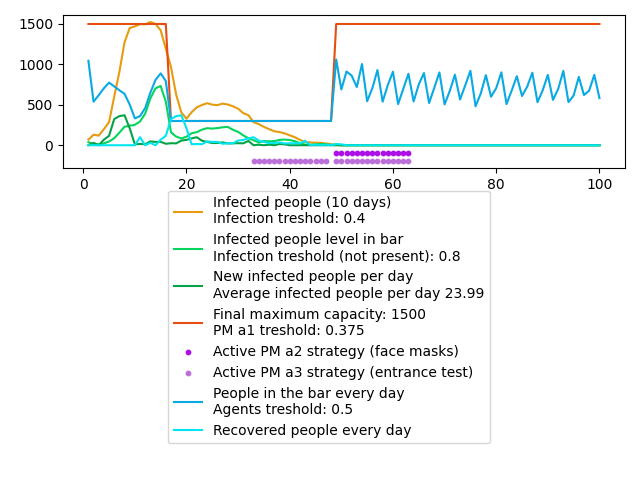 1500
1000
500
0
0
20
40
60
80
100
Infected people (10 days)
Infection treshold: 0.4
Infected people level in bar
Infection treshold (not present): 0.8
New infected people per day
Average infected people per day 23.99
Final maximum capacity: 1500
PM a1 treshold: 0.375
Active PM a2 strategy (face masks)
Active PM a3 strategy (entrance test)
People in the bar every day
Agents treshold: 0.5
Recovered people every day